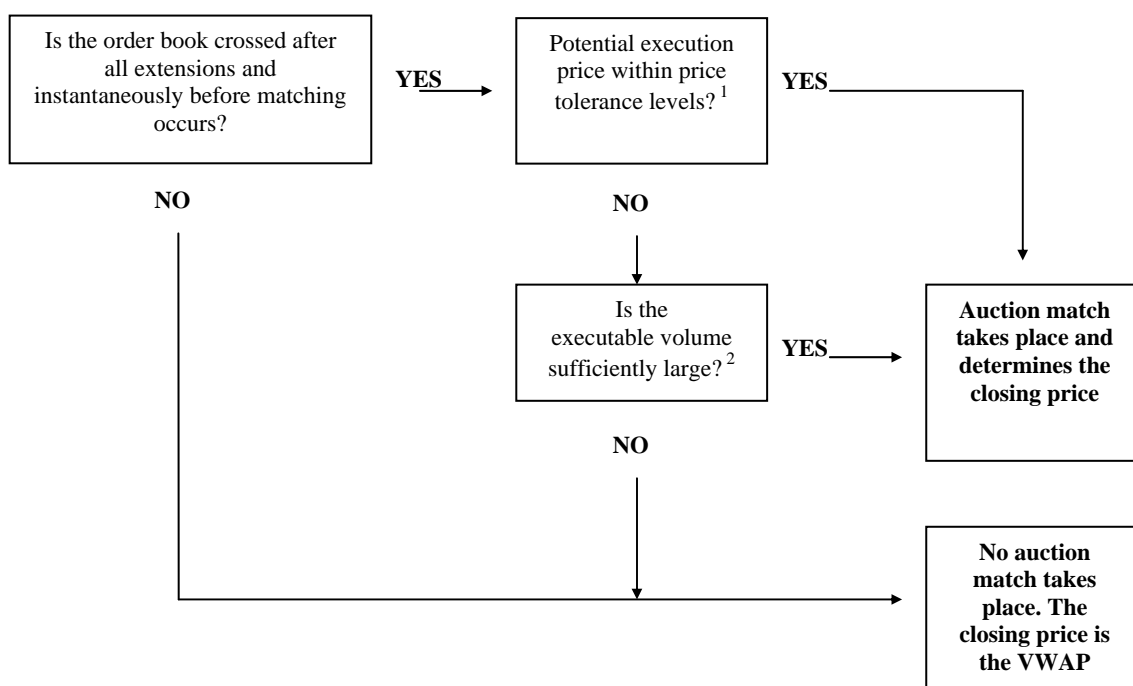 Is the order book crossed after
all extensions and
instantaneously before matching
occurs?
YES
Potential execution
price within price
tolerance levels? 1
YES
NO
NO
Is the
executable volume
sufficiently large? 2
YES
Auction match
takes place and
determines the
closing price
NO
No auction
match takes
place. The
closing price is
the VWAP